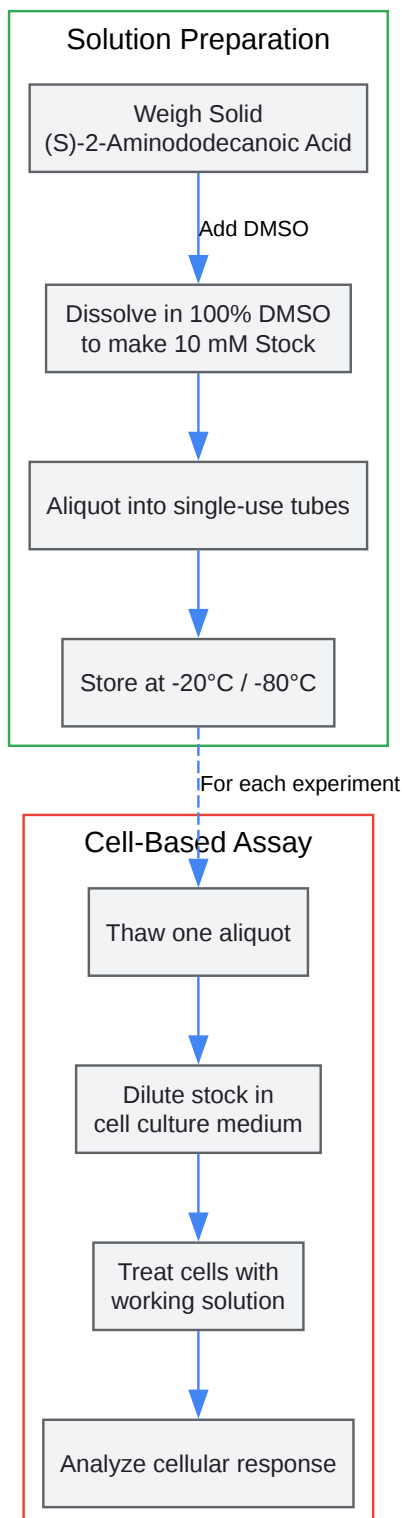 Solution Preparation
Weigh Solid
(S)-2-Aminododecanoic Acid
Add DMSO
Dissolve in 100% DMSO
to make 10 mM Stock
Aliquot into single-use tubes
Store at -20°C / -80°C
For each experiment
Cell-Based Assay
Thaw one aliquot
Dilute stock in
cell culture medium
Treat cells with
working solution
Analyze cellular response